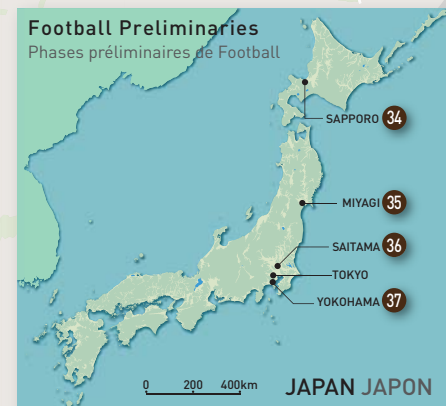 Football Preliminaries
Phases préliminaires de Football
SAPPORO 34
MIYAGI 35
SAITAMA 36
TOKYO
YOKOHAMA 37
0 200 400km
JAPAN JAPON